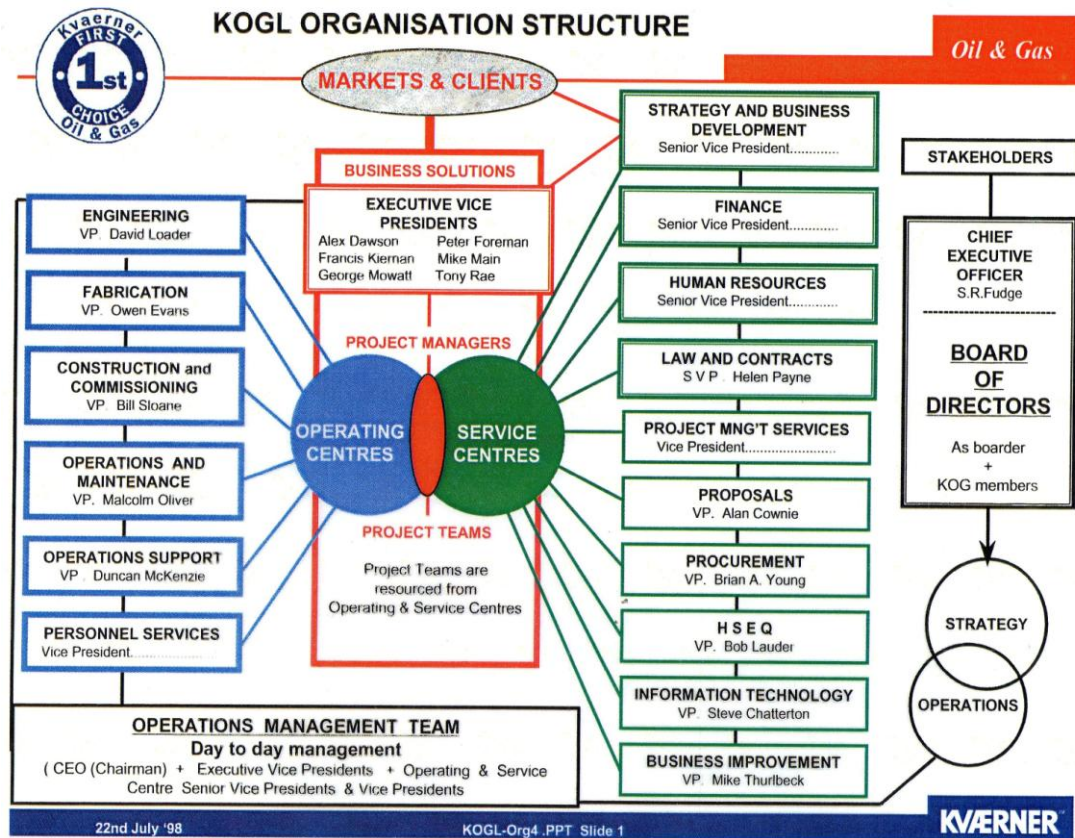 KOGL ORGANISATION STRUCTURE
Kvaerner
FIRST
1st
CHOICE
Oil & Gas
Oil & Gas
MARKETS & CLIENTS
BUSINESS SOLUTIONS
EXECUTIVE VICE
PRESIDENTS
Alex Dawson Peter Foreman
Francis Kiernan Mike Main
George Mowatt Tony Rae
PROJECT MANAGERS
OPERATING
CENTRES
SERVICE
CENTRES
PROJECT TEAMS
Project Teams are
resourced from
Operating & Service Centres
ENGINEERING
VP. David Loader
FABRICATION
VP. Owen Evans
CONSTRUCTION and
COMMISSIONING
VP. Bill Sloane
OPERATIONS AND
MAINTENANCE
VP. Malcolm Oliver
OPERATIONS SUPPORT
VP. Duncan McKenzie
PERSONNEL SERVICES
Vice President....................
STRATEGY AND BUSINESS
DEVELOPMENT
Senior Vice President.............
FINANCE
Senior Vice President.............
HUMAN RESOURCES
Senior Vice President.............
LAW AND CONTRACTS
S V P . Helen Payne
PROJECT MNG'T SERVICES
Vice President.......................
PROPOSALS
VP. Alan Cownie
PROCUREMENT
VP. Brian A. Young
H S E Q
VP. Bob Lauder
INFORMATION TECHNOLOGY
VP. Steve Chatterton
BUSINESS IMPROVEMENT
VP. Mike Thurlbeck
STAKEHOLDERS
CHIEF
EXECUTIVE
OFFICER
S.R.Fudge
BOARD
OF
DIRECTORS
As boarder
+
KOG members
STRATEGY
OPERATIONS
OPERATIONS MANAGEMENT TEAM
Day to day management
( CEO (Chairman) + Executive Vice Presidents + Operating & Service
Centre Senior Vice Presidents & Vice Presidents
22nd July '98
KOGL-Org4 .PPT Slide 1
KVÆRNER™